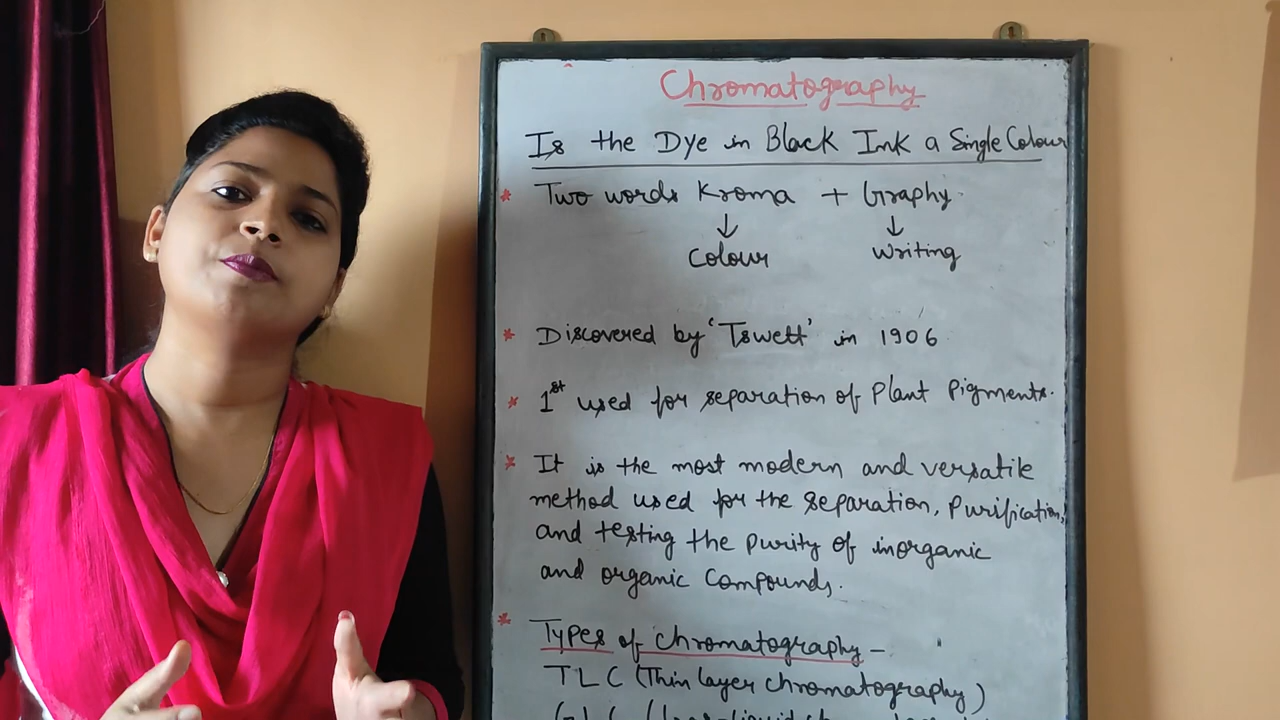 Chromatography
Is the Dye in Black Ink a Single Colour
* Two words Kroma + Graphy.
↓ ↓
Colour Writing
* Discovered by 'Tswett' in 1906
* 1st used for separation of Plant Pigments.
* It is the most modern and versatile
method used for the separation, Purification,
and testing the purity of inorganic
and organic Compounds.
* Types of chromatography -
TLC (Thin layer chromatography)